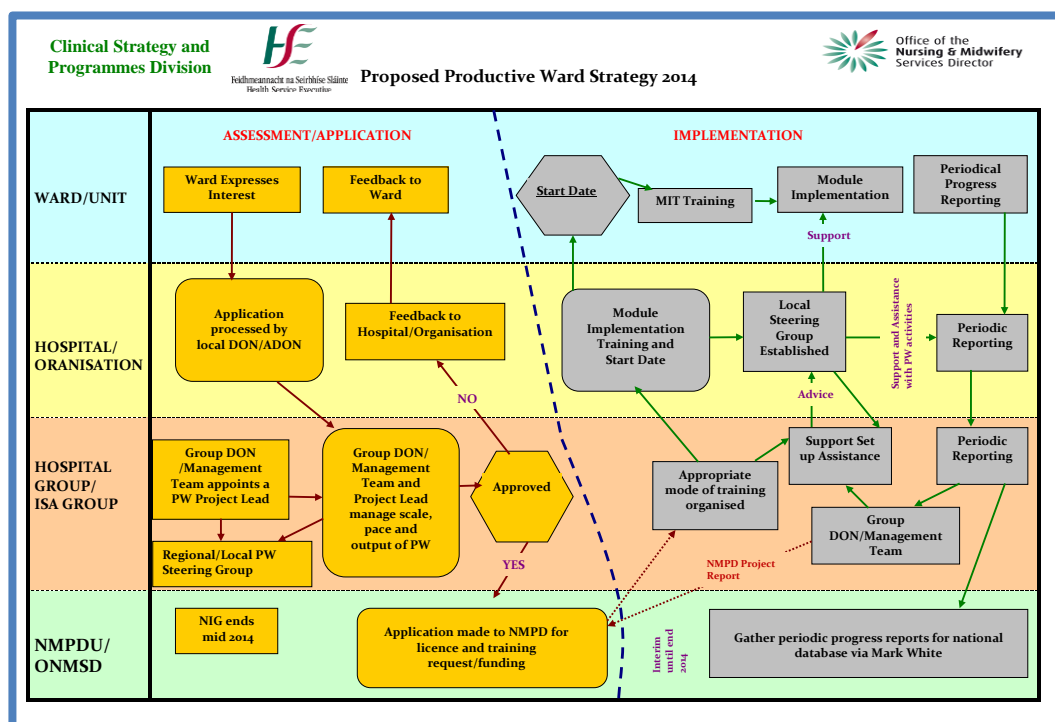 Clinical Strategy and
Programmes Division
Feidhmeannacht na Seirbhíse Sláinte
Health Service Executive
Proposed Productive Ward Strategy 2014
Office of the
Nursing & Midwifery
Services Director
ASSESSMENT/APPLICATION
IMPLEMENTATION
WARD/UNIT
Ward Expresses
Interest
Feedback to
Ward
Start Date
MIT Training
Module
Implementation
Periodical
Progress
Reporting
Support
HOSPITAL/
ORANISATION
Application
processed by
local DON/ADON
Feedback to
Hospital/Organisation
NO
Module
Implementation
Training and
Start Date
Local
Steering
Group
Established
Support and Assistance
with PW activities
Periodic
Reporting
Advice
HOSPITAL
GROUP/
ISA GROUP
Group DON
/Management
Team appoints a
PW Project Lead
Regional/Local PW
Steering Group
Group DON/
Management
Team and
Project Lead
manage scale,
pace and
output of PW
Approved
YES
Appropriate
mode of training
organised
Support Set
up Assistance
Periodic
Reporting
Group
DON/Management
Team
NMPD Project
Report
NMPDU/
ONMSD
NIG ends
mid 2014
Application made to NMPD for
licence and training
request/funding
Interim
until end
2014
Gather periodic progress reports for national
database via Mark White